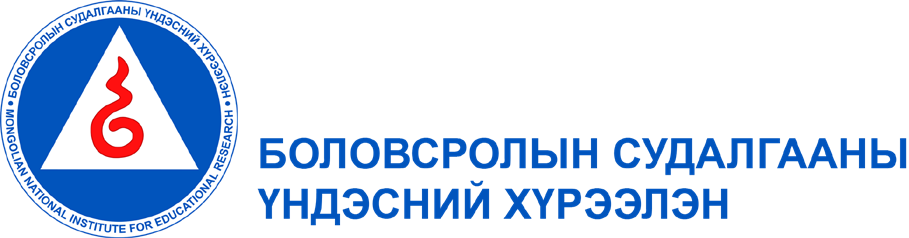 • БОЛОВСРОЛЫН СУДАЛГААНЫ ҮНДЭСНИЙ ХҮРЭЭЛЭН •
MONGOLIAN NATIONAL INSTITUTE FOR EDUCATIONAL RESEARCH
БОЛОВСРОЛЫН СУДАЛГААНЫ
ҮНДЭСНИЙ ХҮРЭЭЛЭН